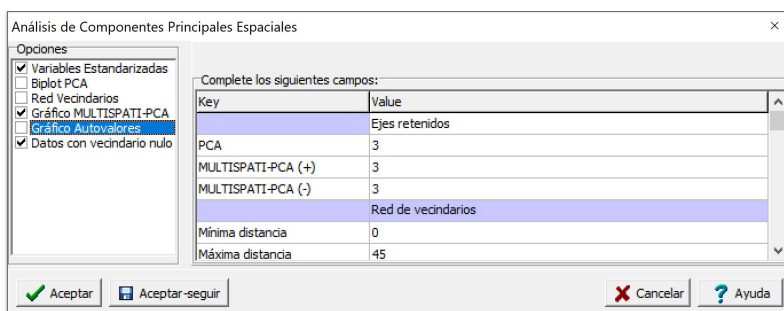 Análisis de Componentes Principales Espaciales
Opciones
Variables Estandarizadas
Biplot PCA
Red Vecindarios
Gráfico MULTISPATI-PCA
Gráfico Autovalores
Datos con vecindario nulo
Complete los siguientes campos:
Key Value
Ejes retenidos
PCA 3
MULTISPATI-PCA (+) 3
MULTISPATI-PCA (-) 3
Red de vecindarios
Mínima distancia 0
Máxima distancia 45
Aceptar Aceptar-seguir Cancelar Ayuda